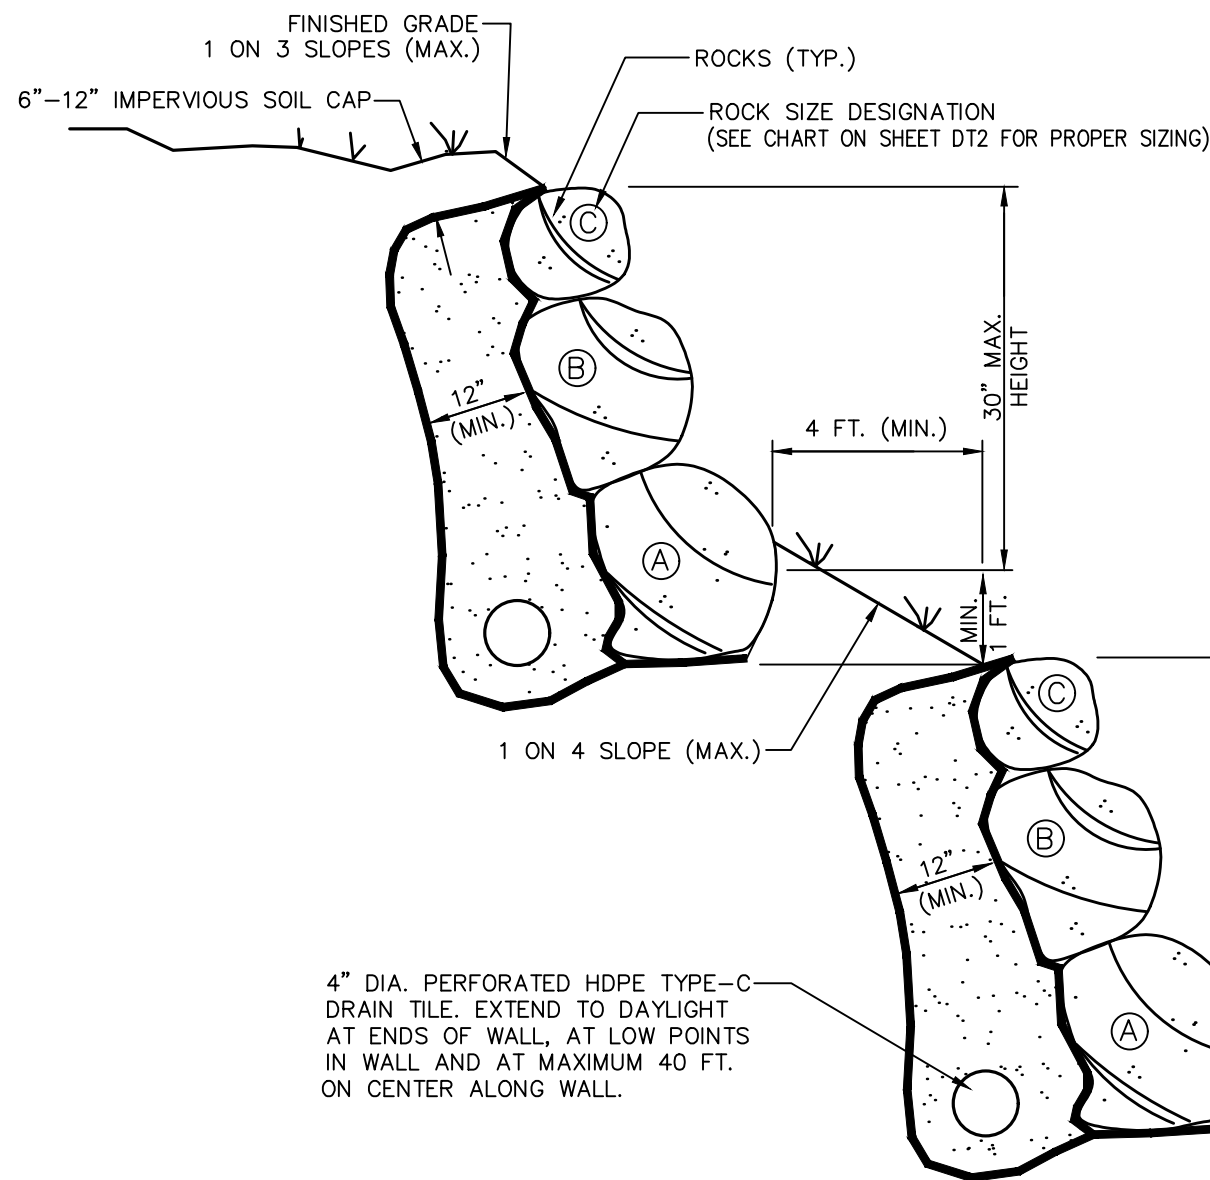 FINISHED GRADE
1 ON 3 SLOPES (MAX.)
6"-12" IMPERVIOUS SOIL CAP
ROCKS (TYP.)
ROCK SIZE DESIGNATION
(SEE CHART ON SHEET DT2 FOR PROPER SIZING)
C
B
12"
(MIN.)
A
30" MAX.
HEIGHT
4 FT. (MIN.)
MIN.
1 FT.
1 ON 4 SLOPE (MAX.)
C
B
12"
(MIN.)
A
4" DIA. PERFORATED HDPE TYPE-C
DRAIN TILE. EXTEND TO DAYLIGHT
AT ENDS OF WALL, AT LOW POINTS
IN WALL AND AT MAXIMUM 40 FT.
ON CENTER ALONG WALL.